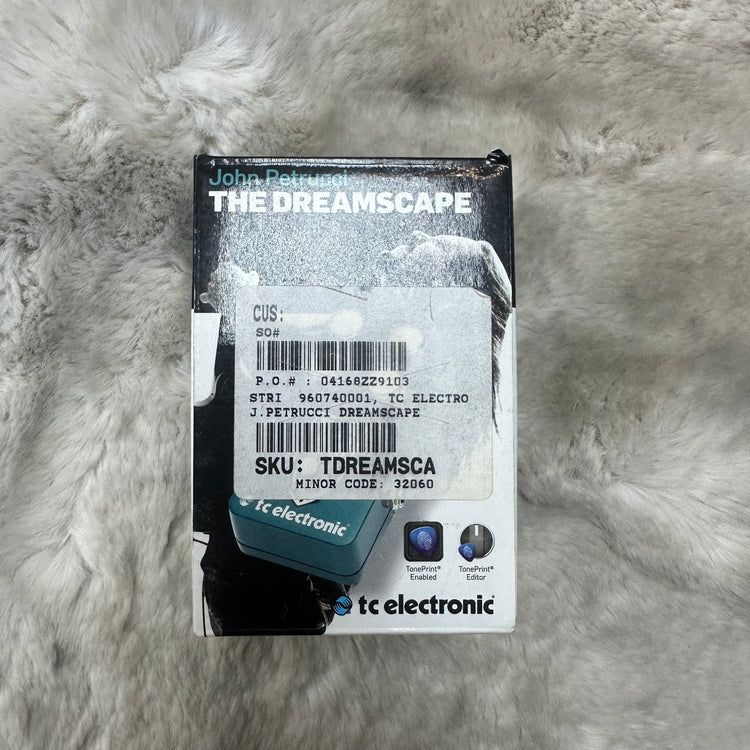 John Petrucci
THE DREAMSCAPE
CUS:
SO#
P.O.# : 04168ZZ9103
STRI 960740001, TC ELECTRO
J.PETRUCCI DREAMSCAPE
SKU: TDREAMSCA
MINOR CODE: 32060
tc electronic
TonePrint® Enabled
TonePrint® Editor
tc electronic®